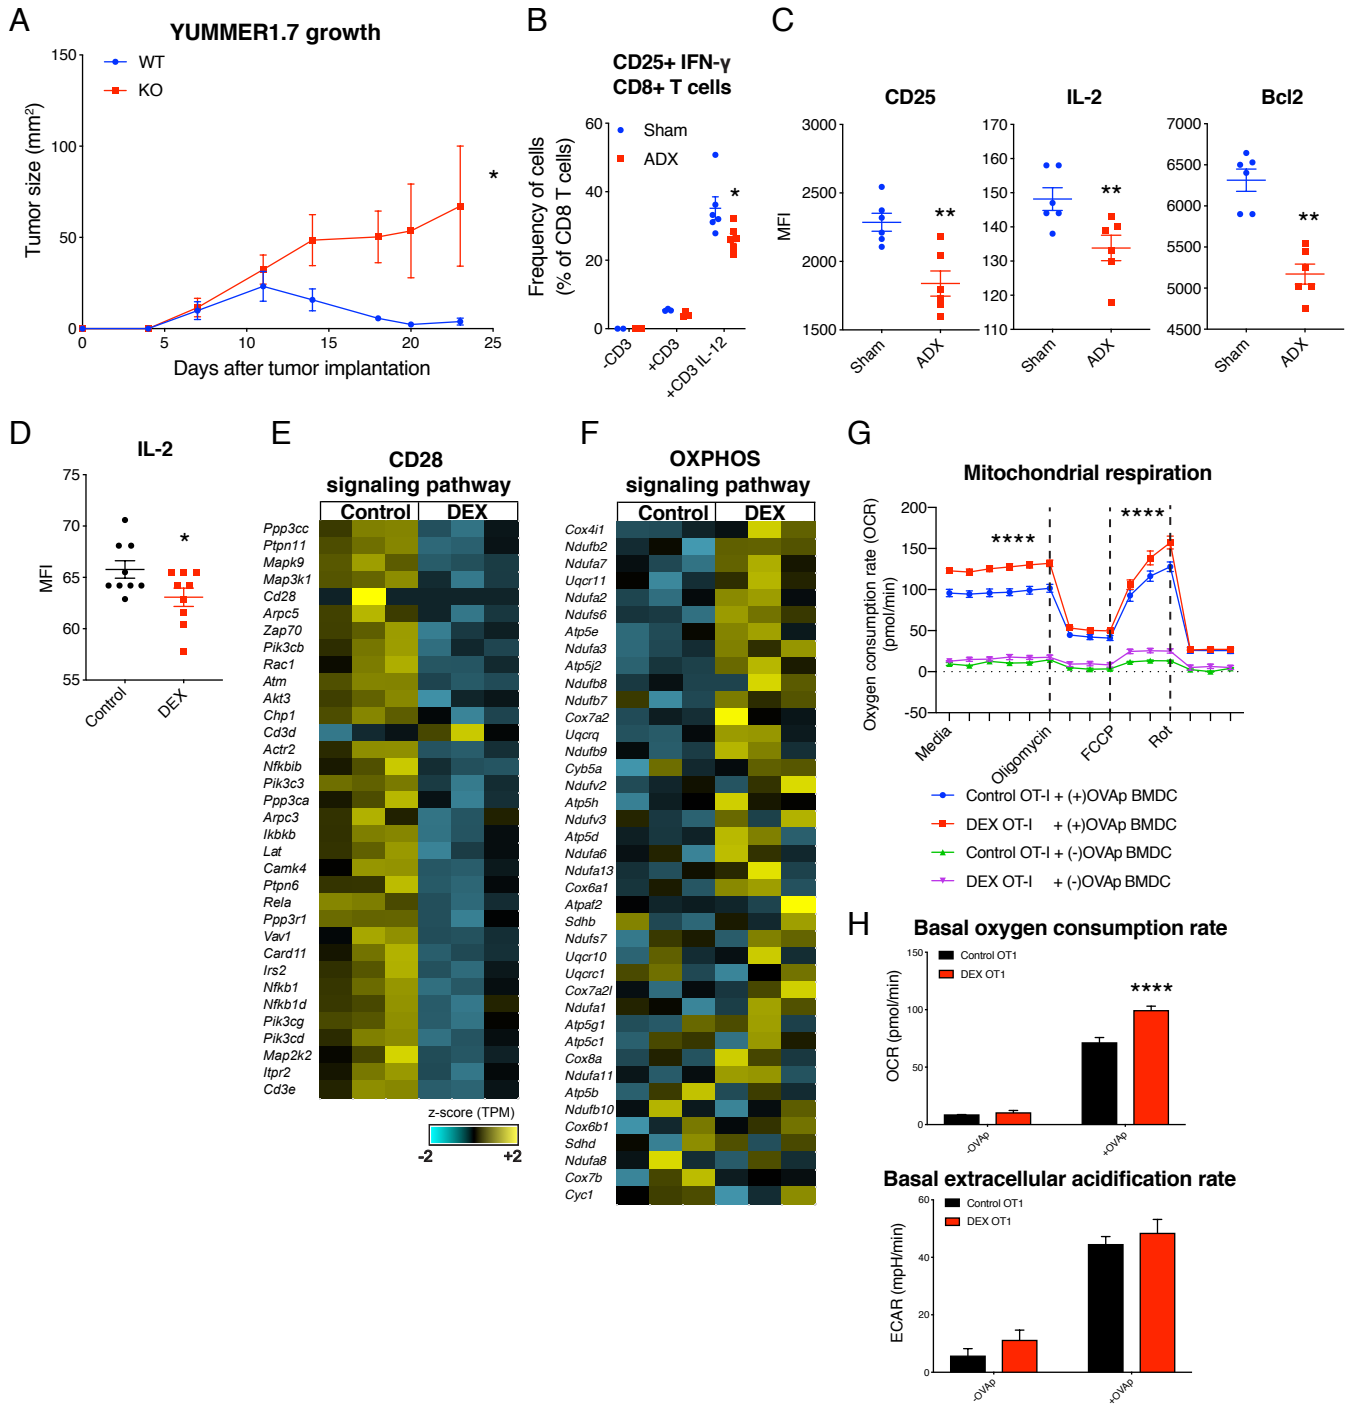 A
YUMMER1.7 growth
WT
KO
Tumor size (mm²)
150
100
50
0
*
0
5
10
15
20
25
Days after tumor implantation
B
CD25+ IFN-γ
CD8+ T cells
Sham
ADX
Frequency of cells
(% of CD8 T cells)
60
40
20
0
*
-CD3
+CD3
+CD3 IL-12
C
CD25
MFI
3000
2500
2000
1500
**
Sham
ADX
IL-2
170
160
150
140
130
120
110
**
Sham
ADX
Bcl2
7000
6500
6000
5500
5000
4500
**
Sham
ADX
D
IL-2
MFI
75
70
65
60
55
*
Control
DEX
E
CD28
signaling pathway
Control DEX
Ppp3cc
Ptpn11
Mapk9
Map3k1
Cd28
Arpc5
Zap70
Pik3cb
Rac1
Atm
Akt3
Chp1
Cd3d
Actr2
Nfkbib
Pik3c3
Ppp3ca
Arpc3
Ikbkb
Lat
Camk4
Ptpn6
Rela
Ppp3r1
Vav1
Card11
Irs2
Nfkb1
Nfkb1d
Pik3cg
Pik3cd
Map2k2
Itpr2
Cd3e
z-score (TPM)
-2 +2
F
OXPHOS
signaling pathway
Control DEX
Cox4i1
Ndufb2
Ndufa7
Uqcr11
Ndufa2
Ndufs6
Atp5e
Ndufa3
Atp5j2
Ndufb8
Ndufb7
Cox7a2
Uqcrq
Ndufb9
Cyb5a
Ndufv2
Atp5h
Ndufv3
Atp5d
Ndufa6
Ndufa13
Cox6a1
Atpaf2
Sdhb
Ndufs7
Uqcr10
Uqcrc1
Cox7a2l
Ndufa1
Atp5g1
Atp5c1
Cox8a
Ndufa11
Atp5b
Ndufb10
Cox6b1
Sdhd
Ndufa8
Cox7b
Cyc1
G
Mitochondrial respiration
Oxygen consumption rate (OCR)
(pmol/min)
200
150
100
50
0
-50
****
****
Media
Oligomycin
FCCP
Rot
Control OT-I + (+)OVAp BMDC
DEX OT-I + (+)OVAp BMDC
Control OT-I + (-)OVAp BMDC
DEX OT-I + (-)OVAp BMDC
H
Basal oxygen consumption rate
Control OT1
DEX OT1
OCR (pmol/min)
150
100
50
0
****
-OVAp
+OVAp
Basal extracellular acidification rate
Control OT1
DEX OT1
ECAR (mpH/min)
60
40
20
0
-OVAp
+OVAp